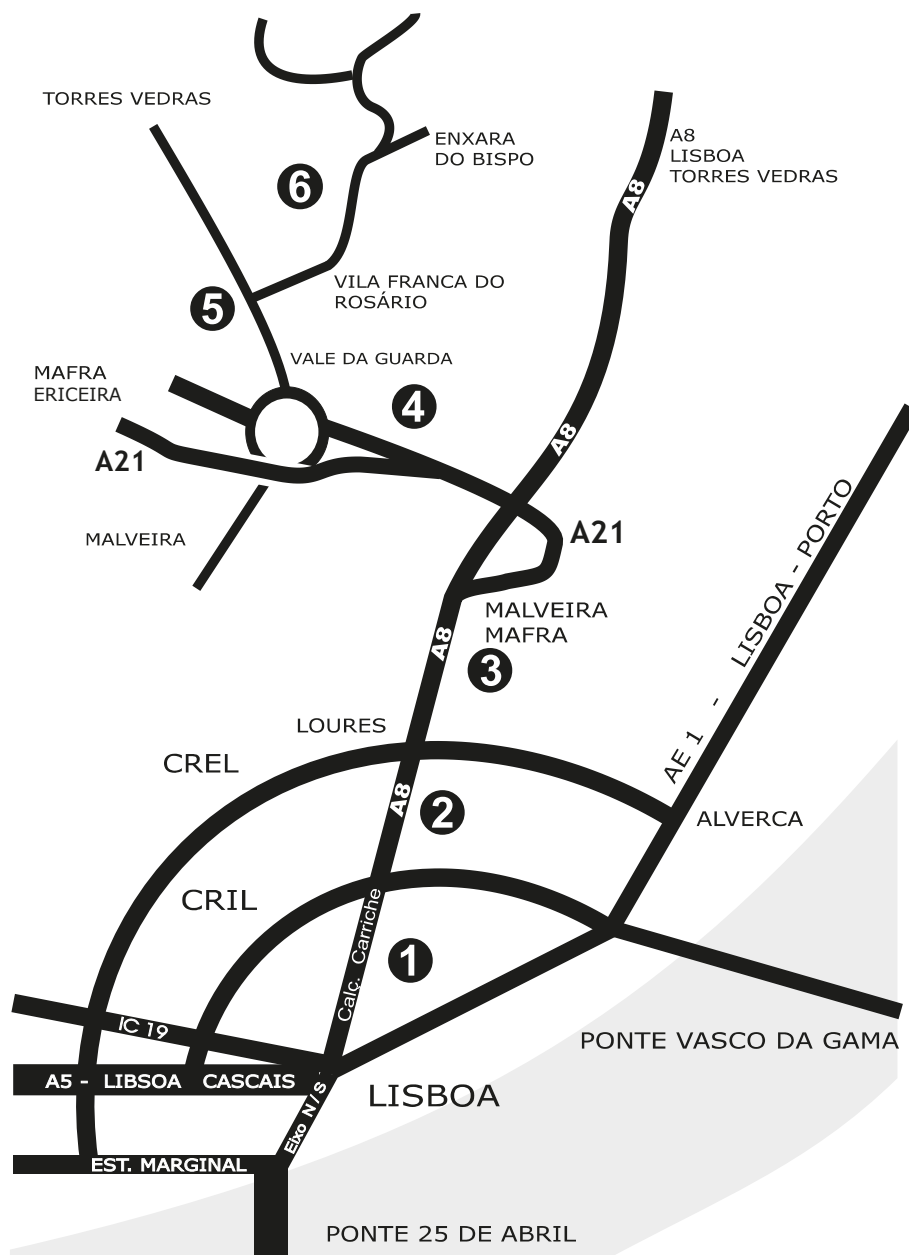 TORRES VEDRAS
ENXARA
DO BISPO
A8
LISBOA
TORRES VEDRAS
6
A8
VILA FRANCA DO
ROSÁRIO
5
VALE DA GUARDA
MAFRA
ERICEIRA
4
A8
A21
A21
MALVEIRA
MALVEIRA
MAFRA
A8
3
AE 1 - LISBOA - PORTO
LOURES
CREL
A8
2
ALVERCA
CRIL
Calç. Carriche
1
IC 19
PONTE VASCO DA GAMA
A5 - LIBSOA CASCAIS
LISBOA
Eixo N / S
EST. MARGINAL
PONTE 25 DE ABRIL